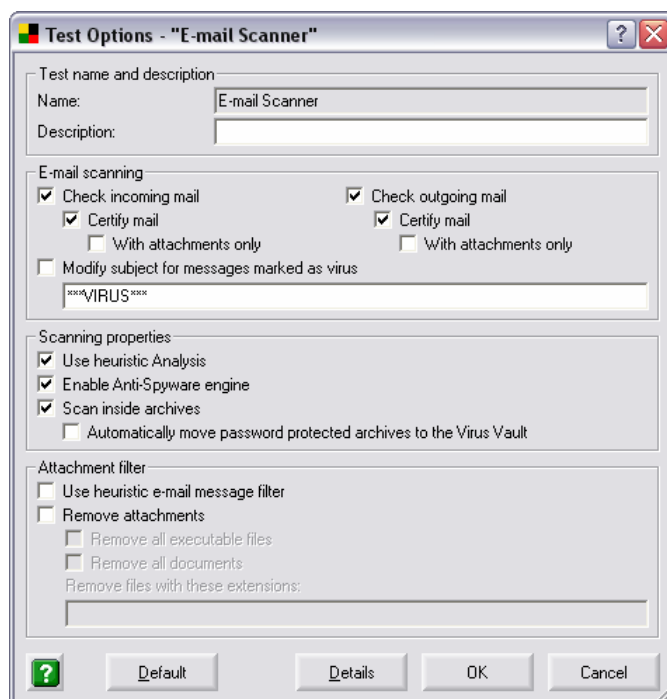 Test Options - "E-mail Scanner"
Test name and description
Name: E-mail Scanner
Description:
E-mail scanning
Check incoming mail
Check outgoing mail
Certify mail
Certify mail
With attachments only
With attachments only
Modify subject for messages marked as virus
***VIRUS***
Scanning properties
Use heuristic Analysis
Enable Anti-Spyware engine
Scan inside archives
Automatically move password protected archives to the Virus Vault
Attachment filter
Use heuristic e-mail message filter
Remove attachments
Remove all executable files
Remove all documents
Remove files with these extensions:
? Default Details OK Cancel